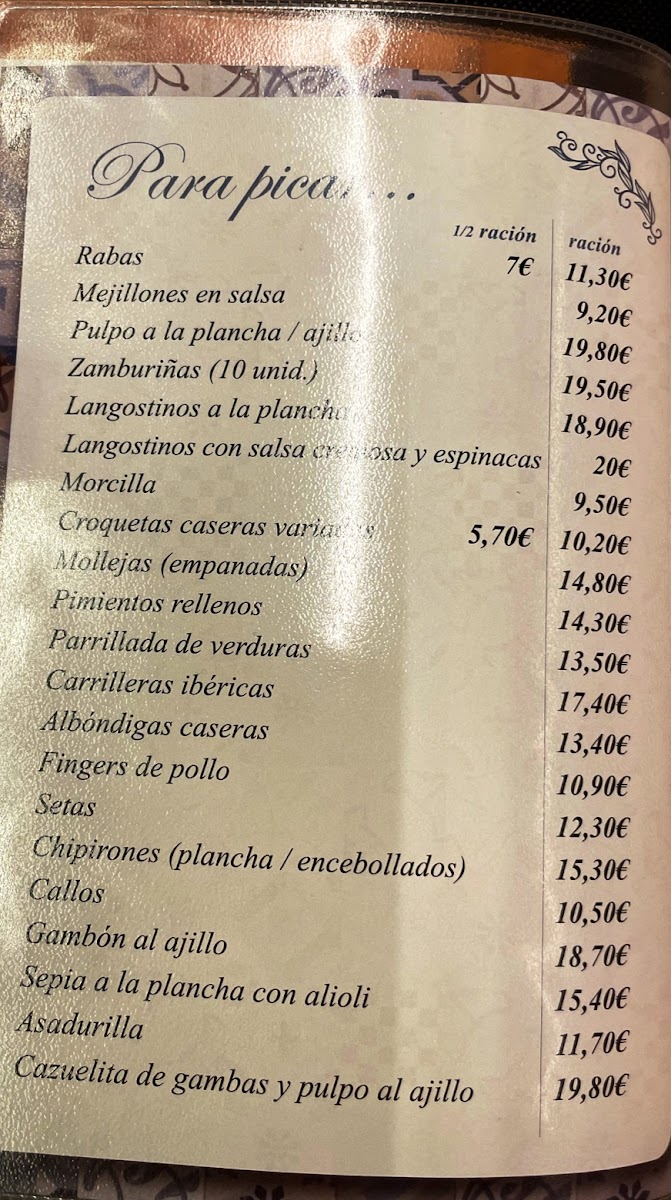 Para pica...
1/2 ración ración
Rabas 7€ 11,30€
Mejillones en salsa 9,20€
Pulpo a la plancha / ajillo 19,80€
Zamburiñas (10 unid.) 19,50€
Langostinos a la plancha 18,90€
Langostinos con salsa cremosa y espinacas 20€
Morcilla 9,50€
Croquetas caseras variadas 5,70€ 10,20€
Mollejas (empanadas) 14,80€
Pimientos rellenos 14,30€
Parrillada de verduras 13,50€
Carrilleras ibéricas 17,40€
Albóndigas caseras 13,40€
Fingers de pollo 10,90€
Setas 12,30€
Chipirones (plancha / encebollados) 15,30€
Callos 10,50€
Gambón al ajillo 18,70€
Sepia a la plancha con alioli 15,40€
Asadurilla 11,70€
Cazuelita de gambas y pulpo al ajillo 19,80€